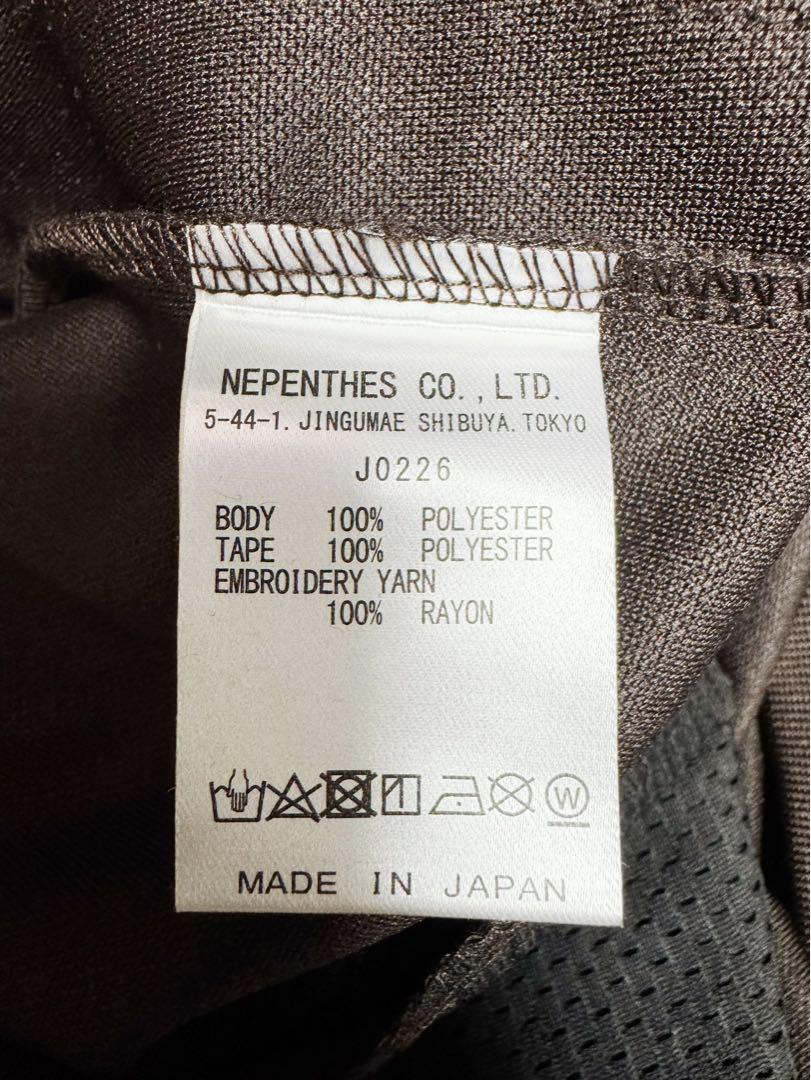 NEPENTHES CO.,LTD.
5-44-1. JINGUMAE SHIBUYA. TOKYO
J0226
BODY 100% POLYESTER
TAPE 100% POLYESTER
EMBROIDERY YARN
100% RAYON
W
MADE IN JAPAN